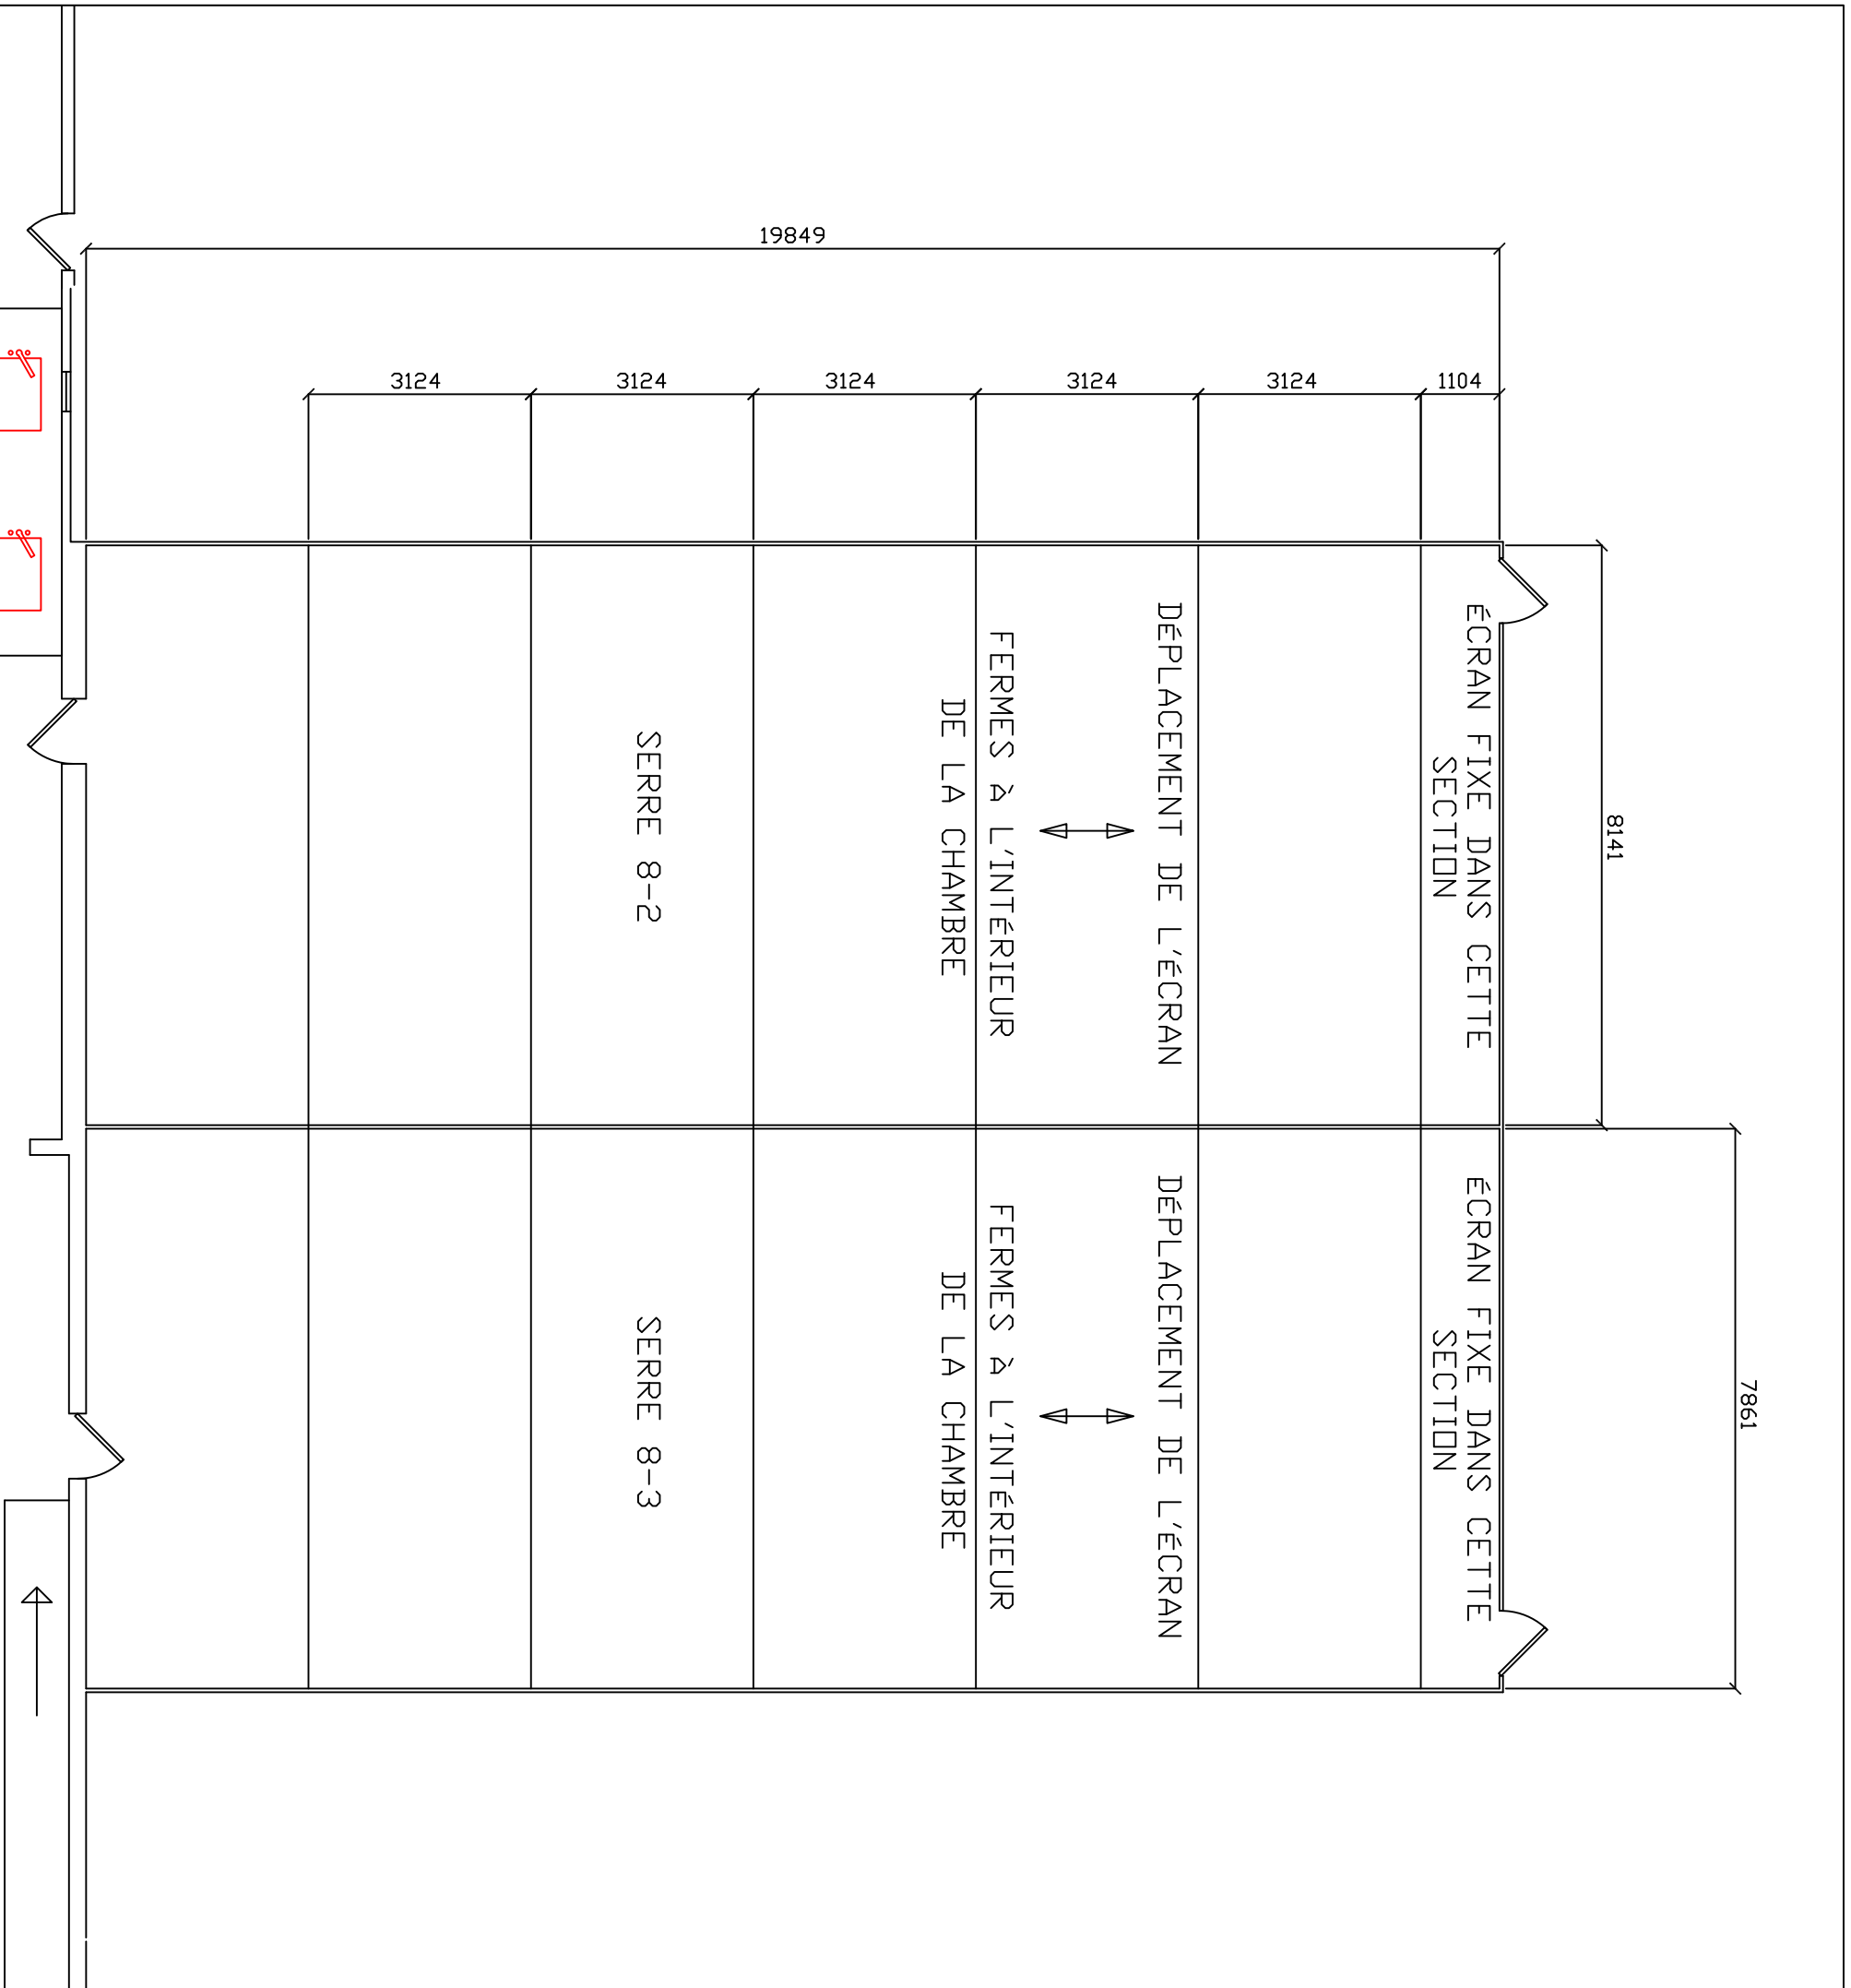 19849
3124
3124
3124
3124
3124
1104
8141
7861
ÉCRAN FIXE DANS CETTE
SECTION
DÉPLACEMENT DE L'ÉCRAN
FERMES À L'INTÉRIEUR
DE LA CHAMBRE
SERRE 8-2
ÉCRAN FIXE DANS CETTE
SECTION
DÉPLACEMENT DE L'ÉCRAN
FERMES À L'INTÉRIEUR
DE LA CHAMBRE
SERRE 8-3